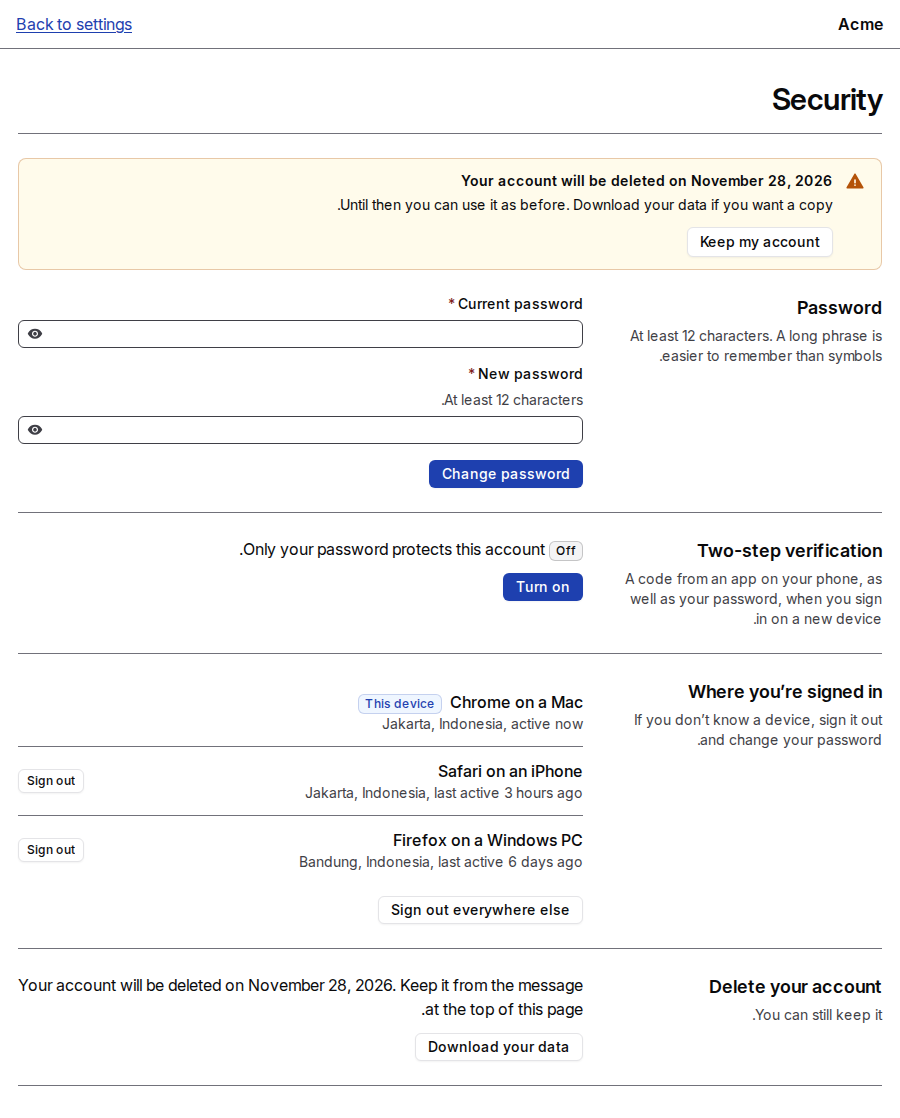 Acme
Back to settings
Security
Your account will be deleted on November 28, 2026
.Until then you can use it as before. Download your data if you want a copy
Keep my account
Password
At least 12 characters. A long phrase is
.easier to remember than symbols
* Current password
* New password
.At least 12 characters
Change password
Two-step verification
A code from an app on your phone, as
well as your password, when you sign
.in on a new device
Off
.Only your password protects this account
Turn on
Where you’re signed in
If you don’t know a device, sign it out
.and change your password
Chrome on a Mac
This device
Jakarta, Indonesia, active now
Safari on an iPhone
Jakarta, Indonesia, last active 3 hours ago
Sign out
Firefox on a Windows PC
Bandung, Indonesia, last active 6 days ago
Sign out
Sign out everywhere else
Delete your account
.You can still keep it
Your account will be deleted on November 28, 2026. Keep it from the message
.at the top of this page
Download your data